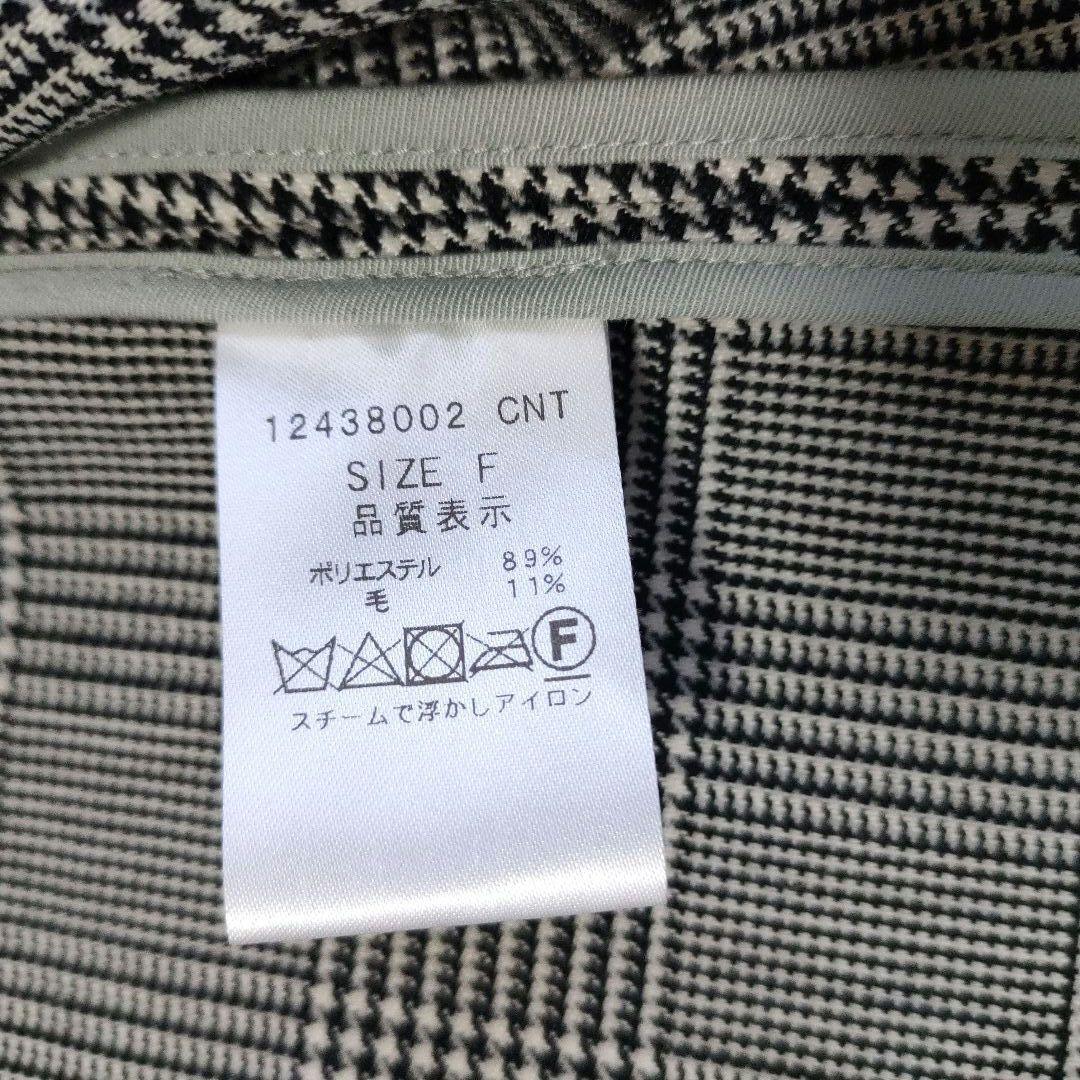 12438002 CNT
SIZE F
品質表示
ポリエステル 89%
毛 11%
F
スチームで浮かしアイロン